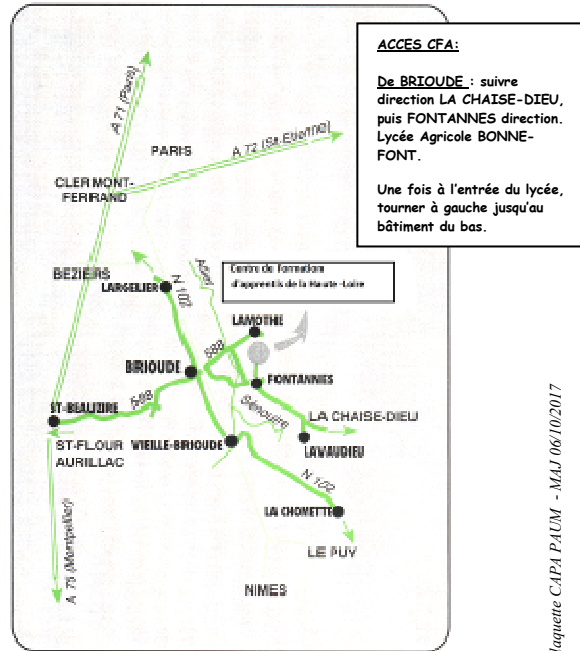 ACCES CFA:
De BRIOUDE : suivre
direction LA CHAISE-DIEU,
puis FONTANNES direction.
Lycée Agricole BONNE-
FONT.
Une fois à l'entrée du lycée,
tourner à gauche jusqu'au
bâtiment du bas.
A 71 (Paris)
PARIS
A 72 (St.Etienne)
CLERMONT-
FERRAND
BEZIERS
LARGELIER
N 102
Allier
Centre de Formation
d'apprentis de la Haute-Loire
LAMOTHE
588
BRIOUDE
FONTANNES
588
ST-BEAUZIRE
Sénouire
LA CHAISE-DIEU
ST-FLOUR
AURILLAC
VIEILLE-BRIOUDE
LAVAUDIEU
N 102
LA CHOMETTE
A 75 (Montpellier)
LE PUY
NIMES
laquette CAPA PAUM - MAJ 06/10/2017